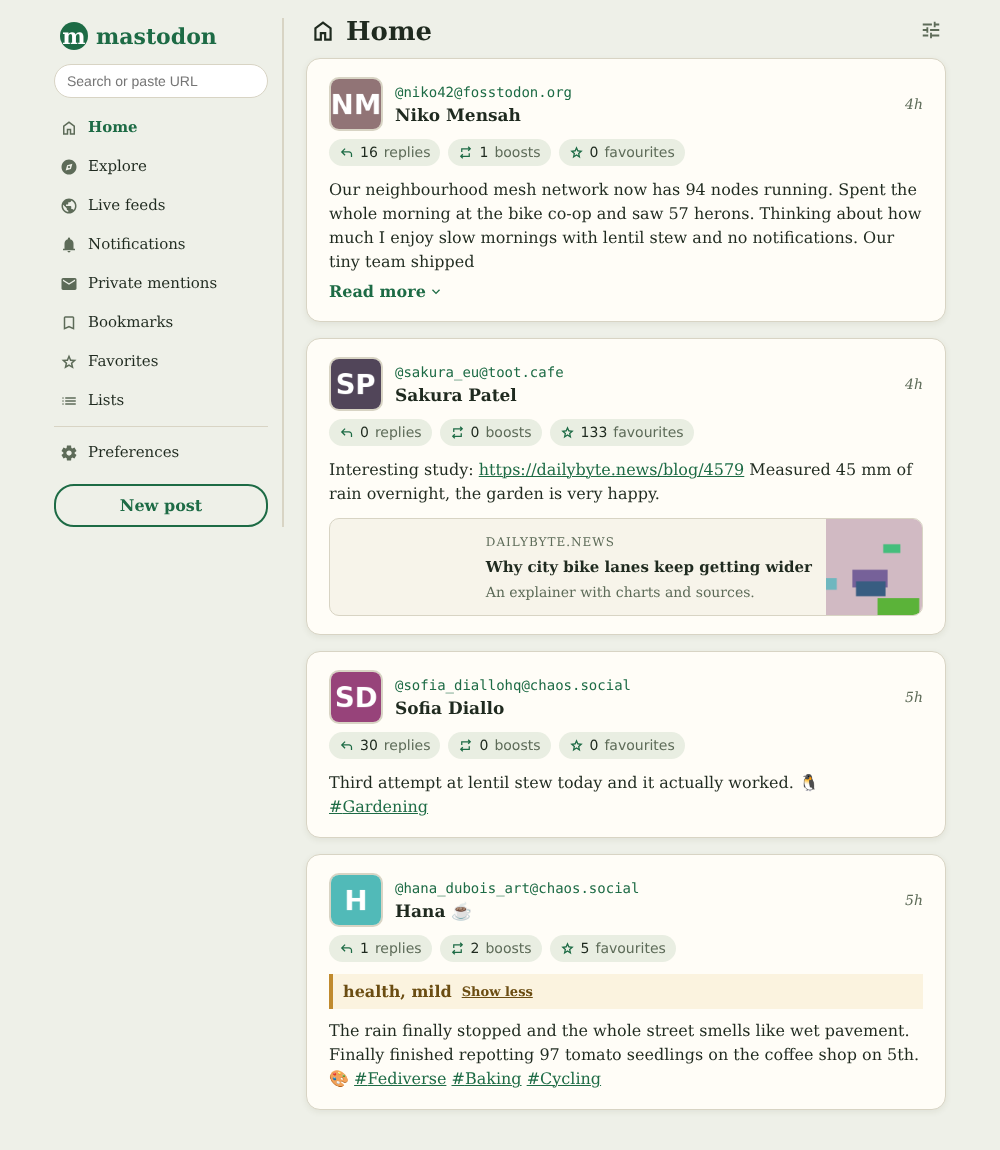 mastodon
Search or paste URL
Home
Explore
Live feeds
Notifications
Private mentions
Bookmarks
Favorites
Lists
Preferences
New post
Home
NM
@niko42@fosstodon.org
Niko Mensah
4h
16 replies
1 boosts
0 favourites
Our neighbourhood mesh network now has 94 nodes running. Spent the
whole morning at the bike co-op and saw 57 herons. Thinking about how
much I enjoy slow mornings with lentil stew and no notifications. Our
tiny team shipped
Read more
SP
@sakura_eu@toot.cafe
Sakura Patel
4h
0 replies
0 boosts
133 favourites
Interesting study: https://dailybyte.news/blog/4579 Measured 45 mm of
rain overnight, the garden is very happy.
DAILYBYTE.NEWS
Why city bike lanes keep getting wider
An explainer with charts and sources.
SD
@sofia_diallohq@chaos.social
Sofia Diallo
5h
30 replies
0 boosts
0 favourites
Third attempt at lentil stew today and it actually worked. 🐧
#Gardening
H
@hana_dubois_art@chaos.social
Hana ☕
5h
1 replies
2 boosts
5 favourites
health, mild Show less
The rain finally stopped and the whole street smells like wet pavement.
Finally finished repotting 97 tomato seedlings on the coffee shop on 5th.
🎨 #Fediverse #Baking #Cycling